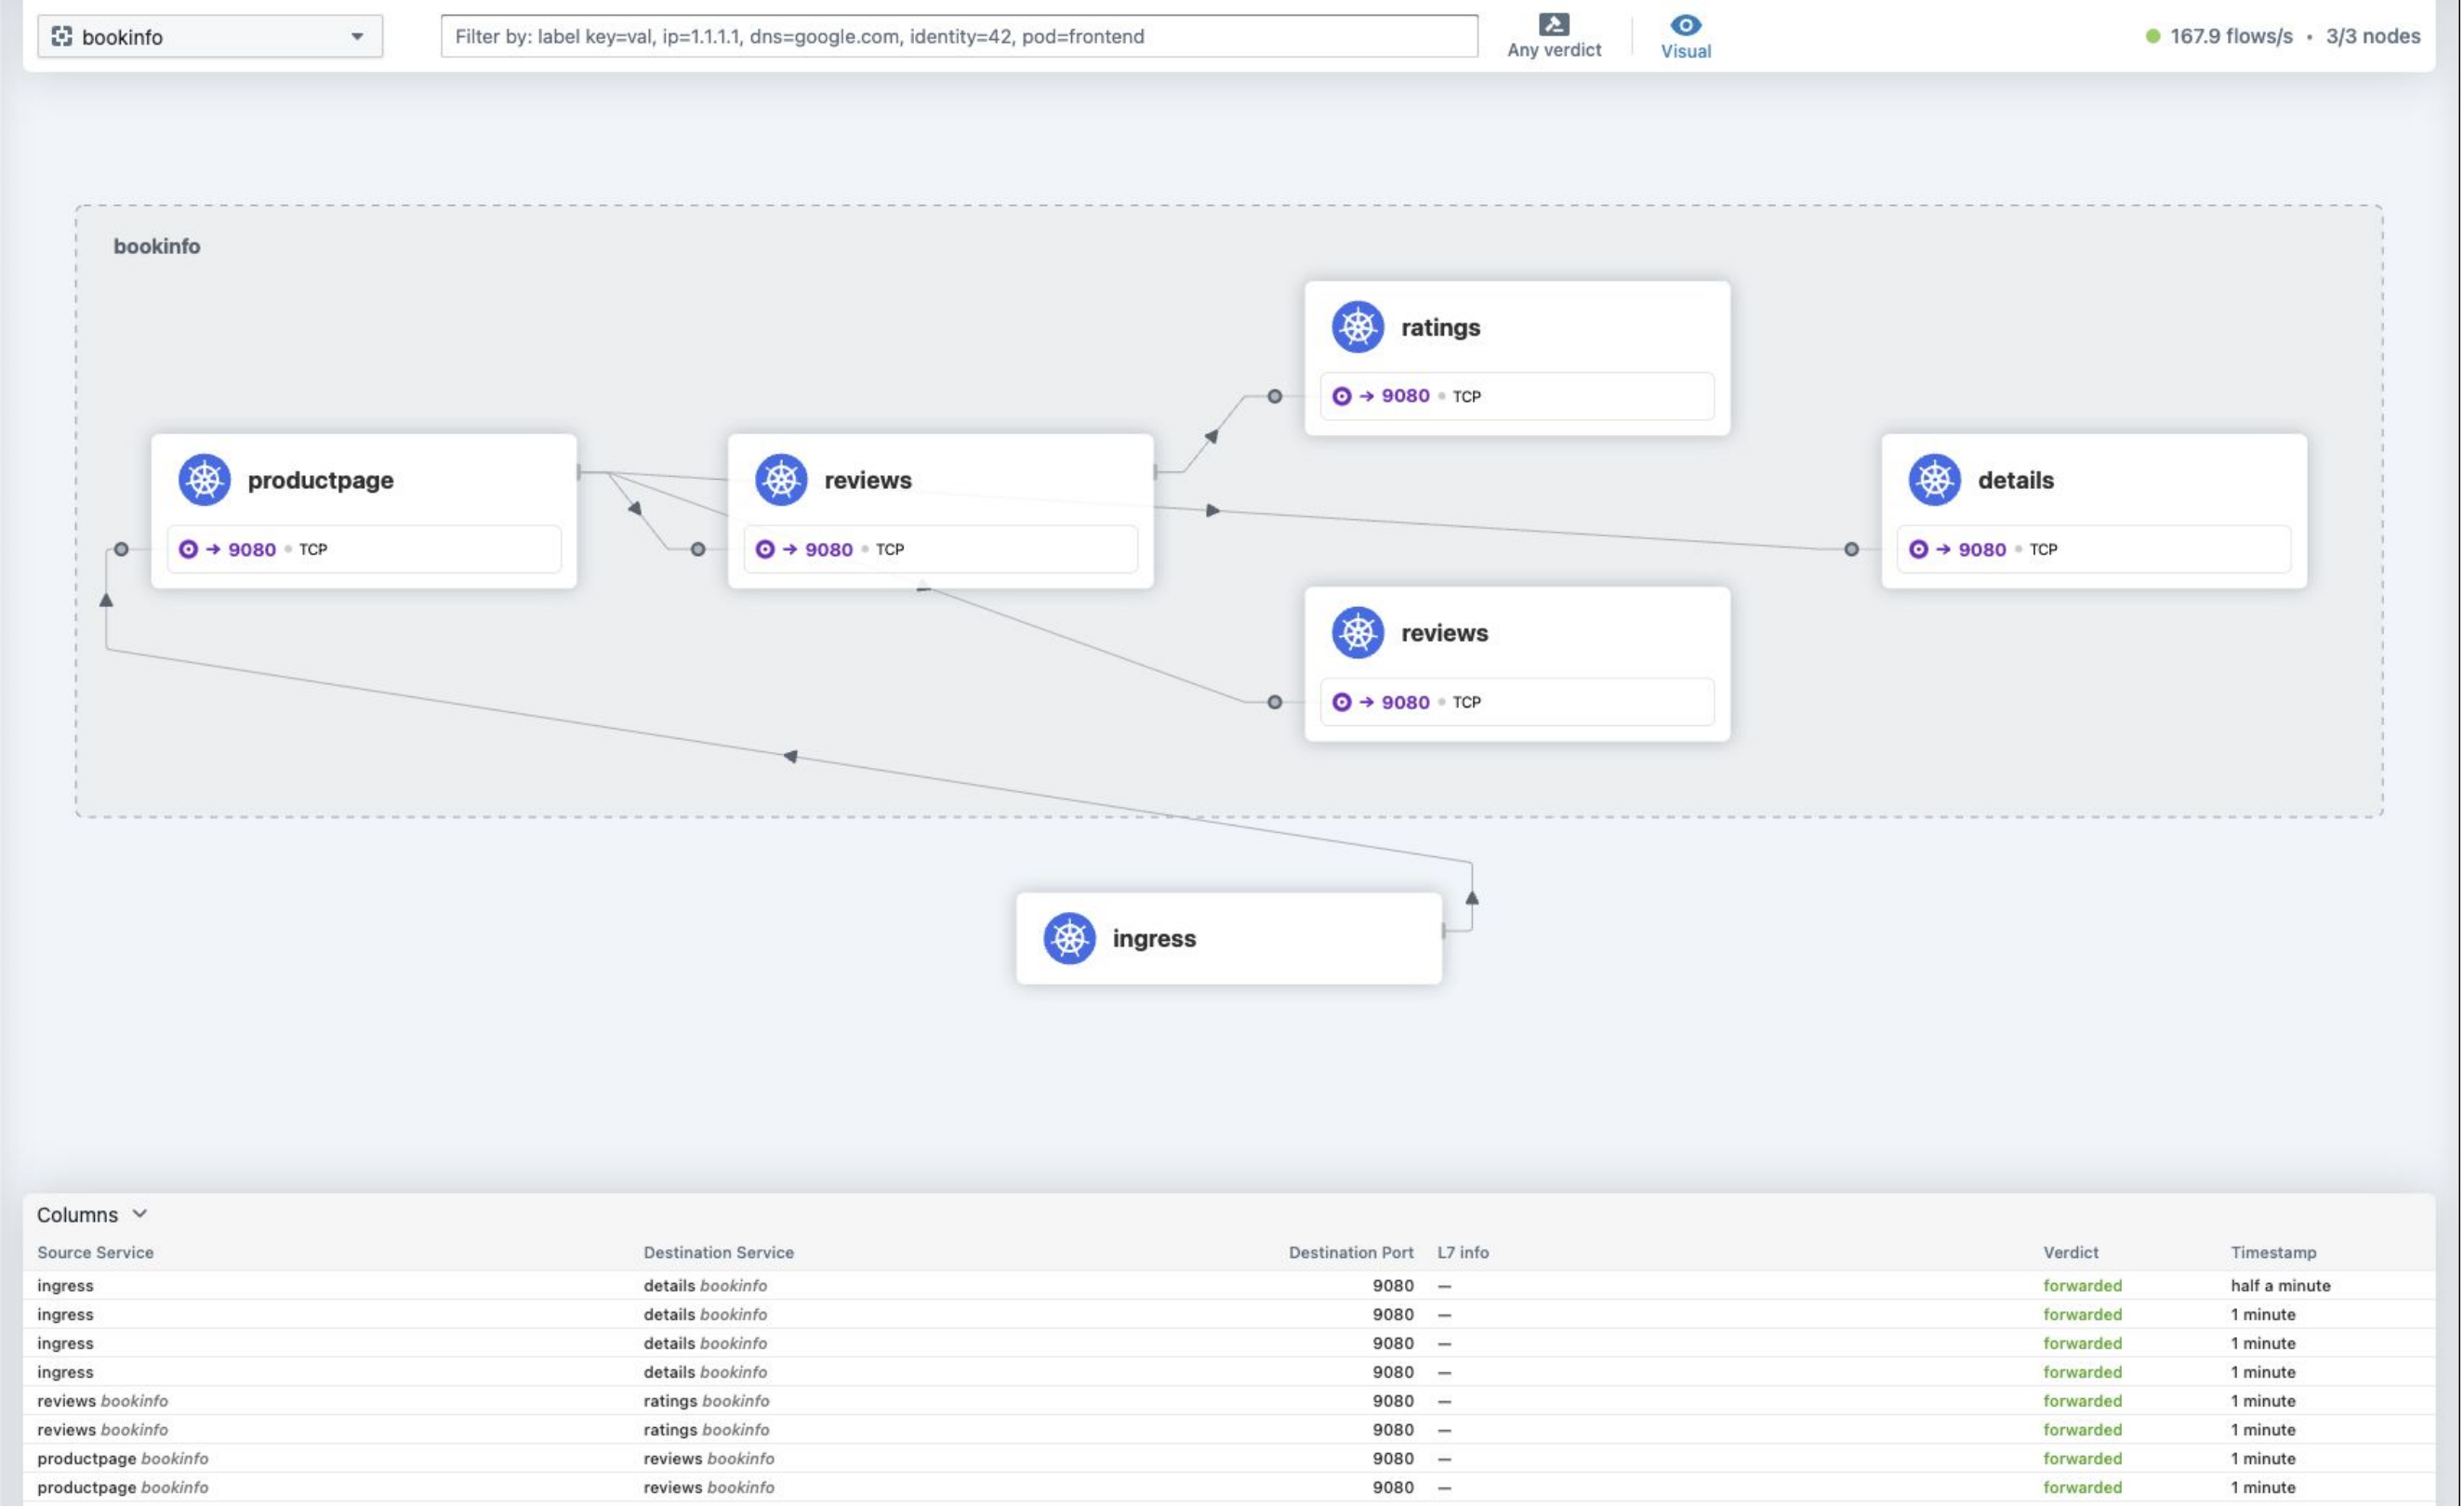 bookinfo
Filter by: label key=val, ip=1.1.1.1, dns=google.com, identity=42, pod=frontend
Any verdict
Visual
167.9 flows/s • 3/3 nodes
bookinfo
ratings
→ 9080 • TCP
productpage
→ 9080 • TCP
reviews
→ 9080 • TCP
details
→ 9080 • TCP
reviews
→ 9080 • TCP
ingress
Columns
Source Service Destination Service Destination Port L7 info Verdict Timestamp
ingress details bookinfo 9080 — forwarded half a minute
ingress details bookinfo 9080 — forwarded 1 minute
ingress details bookinfo 9080 — forwarded 1 minute
ingress details bookinfo 9080 — forwarded 1 minute
reviews bookinfo ratings bookinfo 9080 — forwarded 1 minute
reviews bookinfo ratings bookinfo 9080 — forwarded 1 minute
productpage bookinfo reviews bookinfo 9080 — forwarded 1 minute
productpage bookinfo reviews bookinfo 9080 — forwarded 1 minute